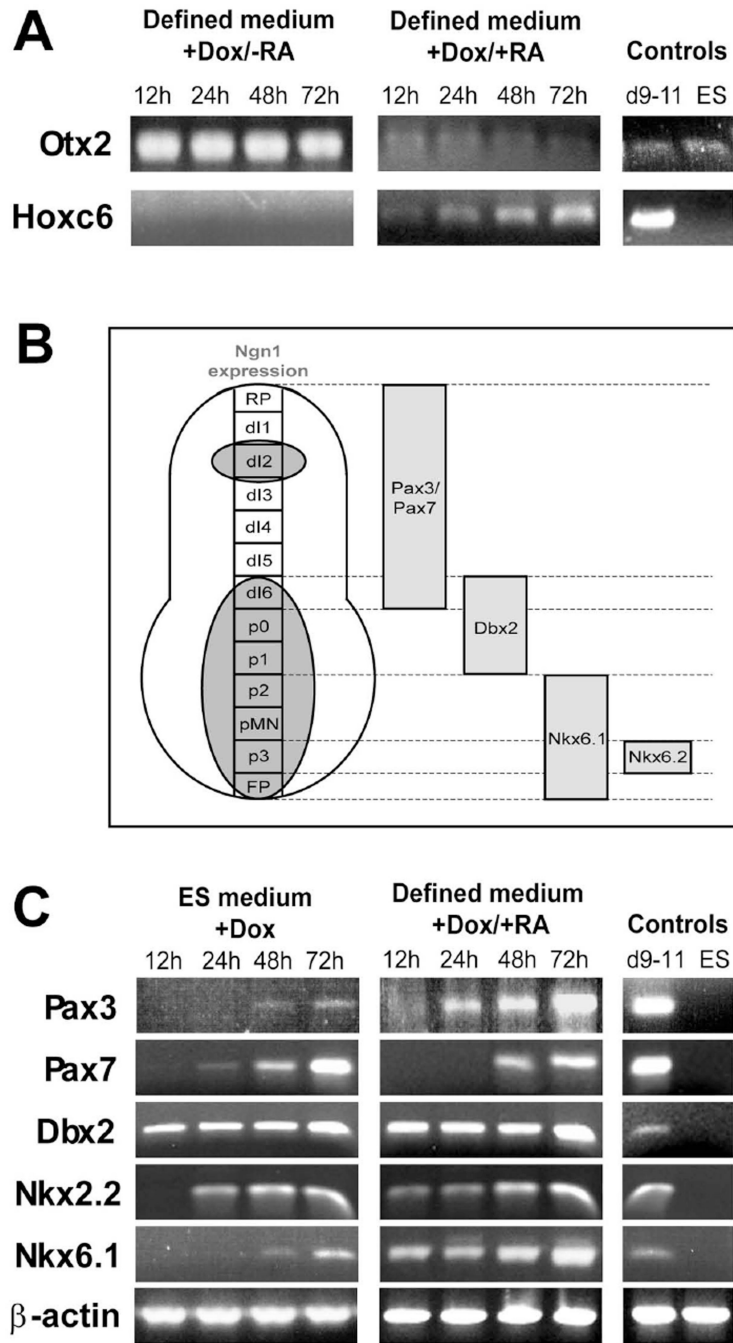 A
Defined medium +Dox/-RA
Defined medium +Dox/+RA
Controls
12h 24h 48h 72h
12h 24h 48h 72h
d9-11 ES
Otx2
Hoxc6
B
Ngn1
expression
RP
dI1
dI2
dI3
dI4
dI5
dI6
p0
p1
p2
pMN
p3
FP
Pax3/
Pax7
Dbx2
Nkx6.1
Nkx6.2
C
ES medium +Dox
Defined medium +Dox/+RA
Controls
12h 24h 48h 72h
12h 24h 48h 72h
d9-11 ES
Pax3
Pax7
Dbx2
Nkx2.2
Nkx6.1
β-actin